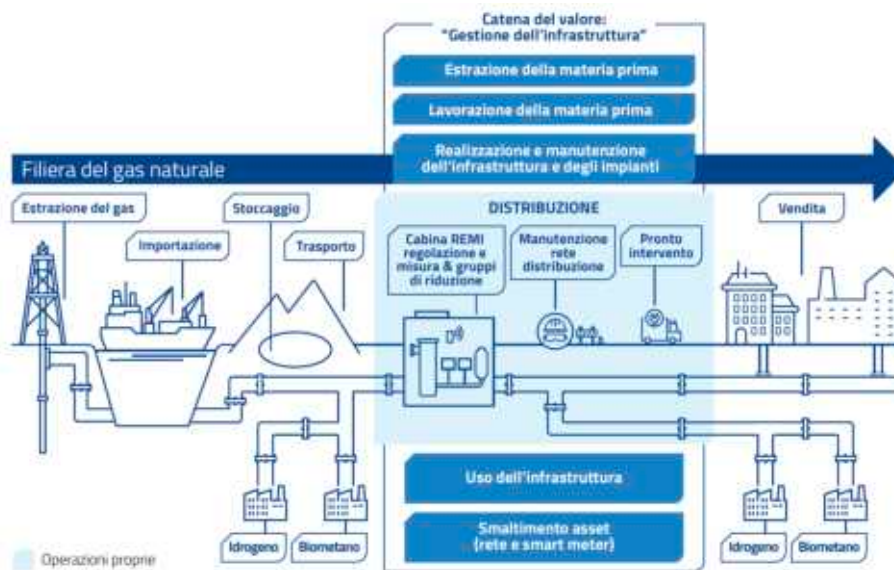 Catena del valore:
"Gestione dell'infrastruttura"
Estrazione della materia prima
Lavorazione della materia prima
Realizzazione e manutenzione
dell'infrastruttura e degli impianti
Filiera del gas naturale
Estrazione del gas
Importazione
Stoccaggio
Trasporto
DISTRIBUZIONE
Cabina REMI
regolazione e
misura & gruppi
di riduzione
Manutenzione
rete
distribuzione
Pronto
intervento
Vendita
Idrogeno
Biometano
Uso dell'infrastruttura
Smaltimento asset
(rete e smart meter)
Idrogeno
Biometano
Operazioni proprie